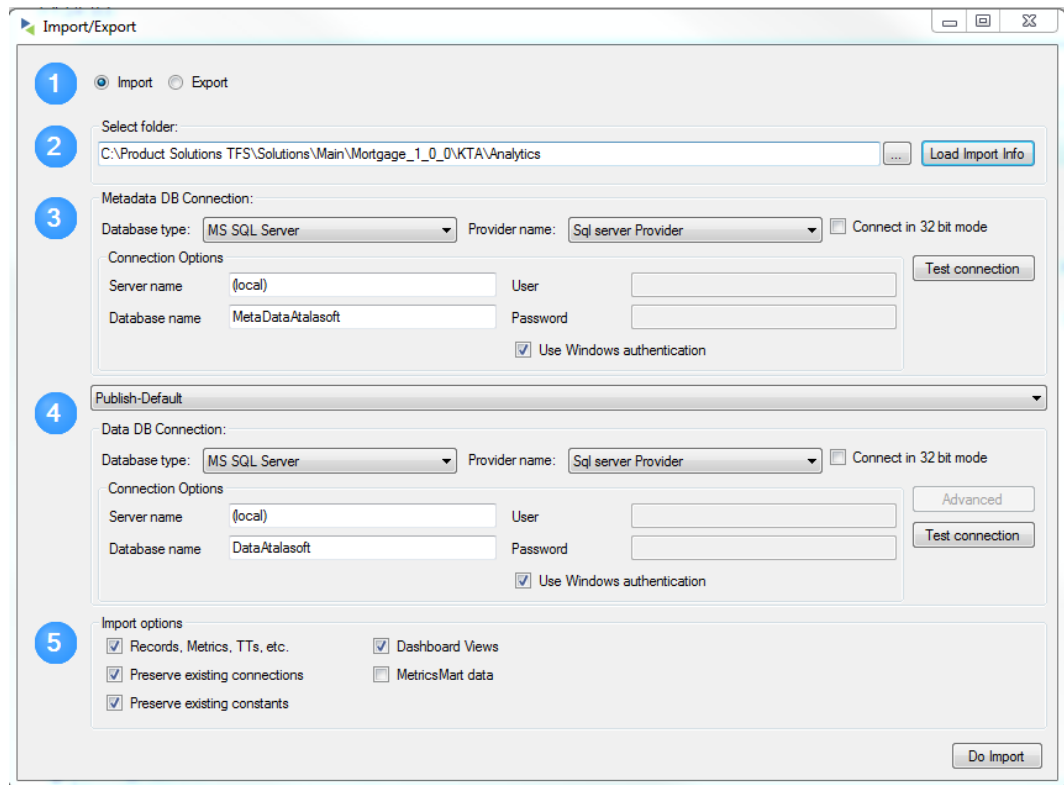 Import/Export
1 Import Export
Select folder:
2 C:\Product Solutions TFS\Solutions\Main\Mortgage_1_0_0\KTA\Analytics ... Load Import Info
Metadata DB Connection:
3 Database type: MS SQL Server Provider name: Sql server Provider Connect in 32 bit mode
Connection Options Test connection
Server name (local) User
Database name MetaDataAtalasoft Password
Use Windows authentication
4 Publish-Default
Data DB Connection:
Database type: MS SQL Server Provider name: Sql server Provider Connect in 32 bit mode
Connection Options Advanced
Server name (local) User
Database name DataAtalasoft Password Test connection
Use Windows authentication
Import options
5 Records, Metrics, TTs, etc. Dashboard Views
Preserve existing connections MetricsMart data
Preserve existing constants
Do Import